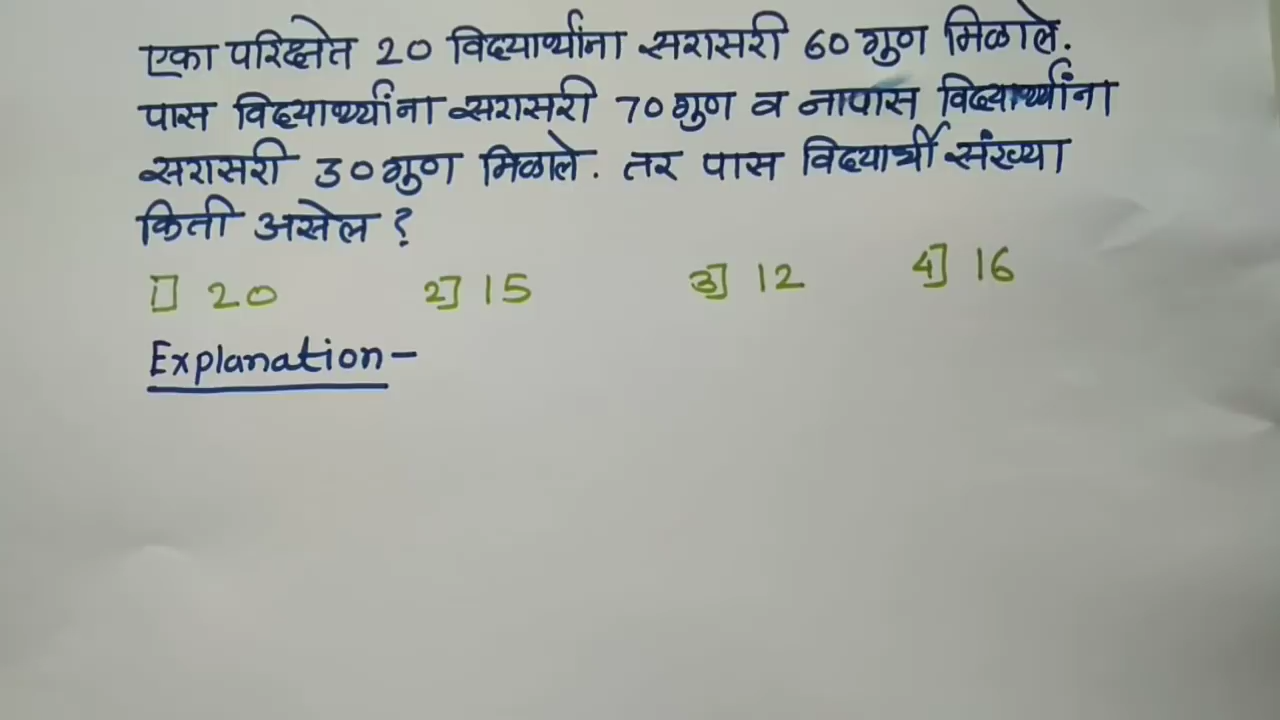 एका परिक्षेत 20 विद्यार्थ्यांना सरासरी 60 गुण मिळाले.
पास विद्यार्थ्यांना सरासरी 70 गुण व नापास विद्यार्थ्यांना
सरासरी 30 गुण मिळाले. तर पास विद्यार्थी संख्या
किती असेल ?
1] 20 2] 15 3] 12 4] 16
Explanation-